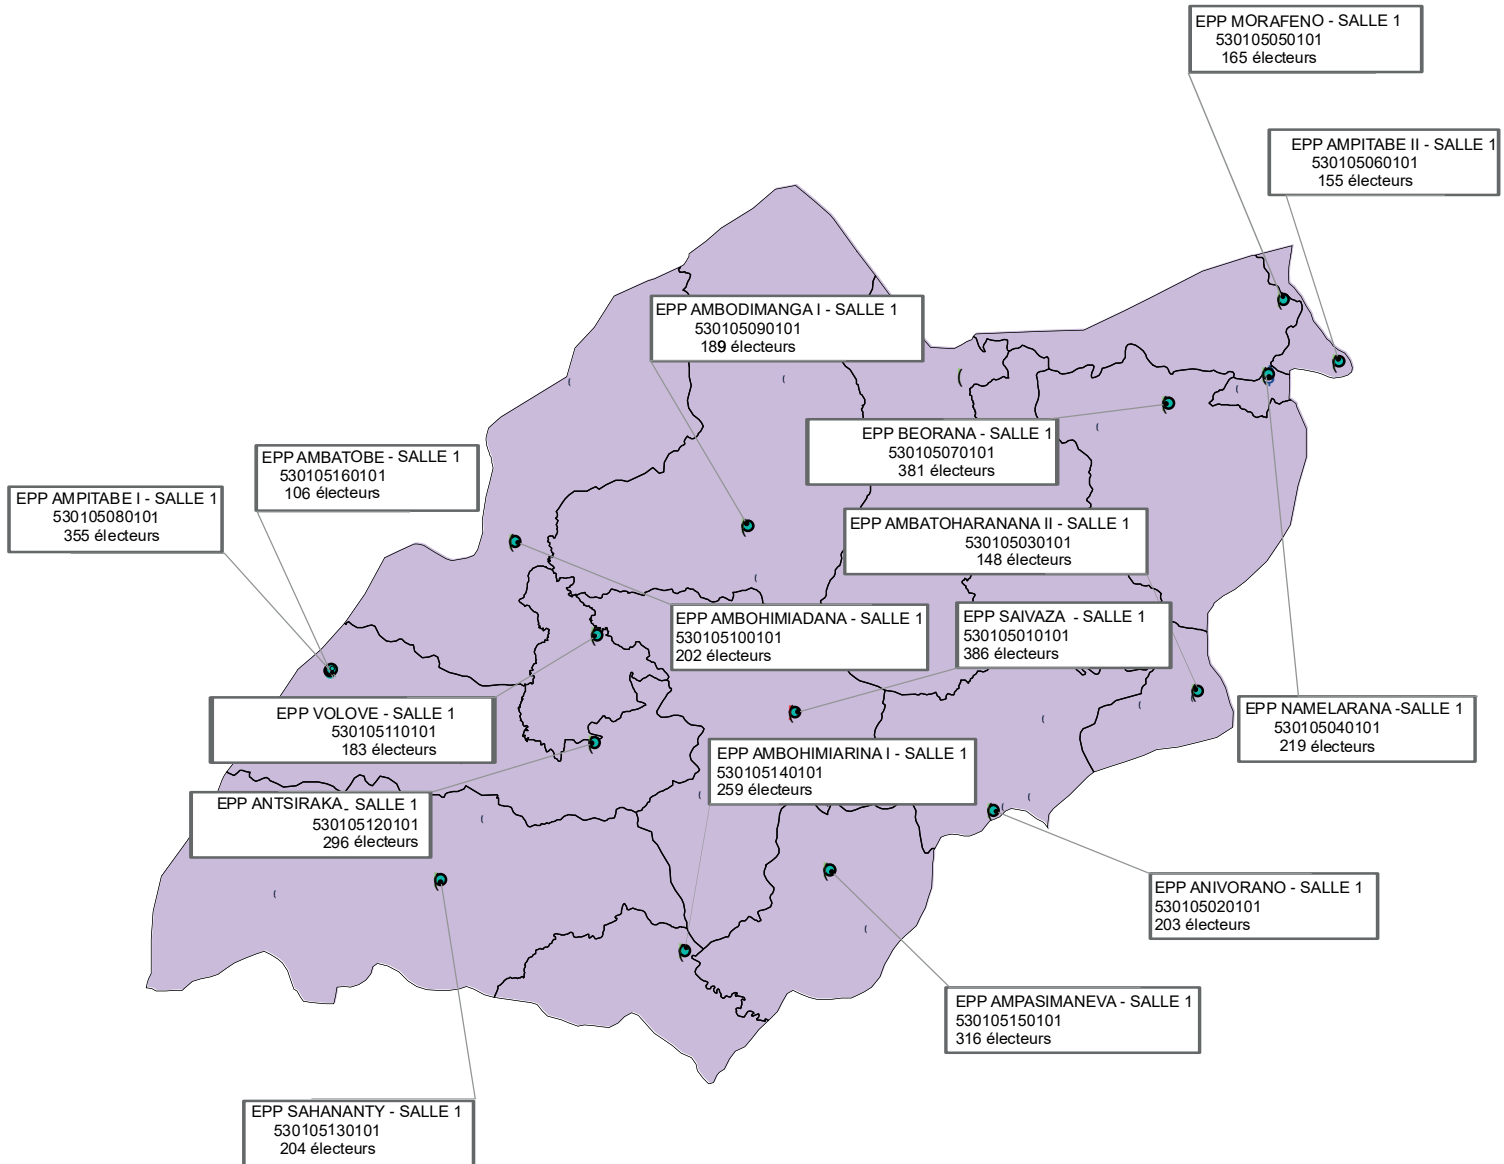 EPP MORAFENO - SALLE 1
530105050101
165 électeurs
EPP AMPITABE II - SALLE 1
530105060101
155 électeurs
EPP AMBODIMANGA I - SALLE 1
530105090101
189 électeurs
EPP BEORANA - SALLE 1
530105070101
381 électeurs
EPP AMBATOBE - SALLE 1
530105160101
106 électeurs
EPP AMPITABE I - SALLE 1
530105080101
355 électeurs
EPP AMBATOHARANANA II - SALLE 1
530105030101
148 électeurs
EPP AMBOHIMIADANA - SALLE 1
530105100101
202 électeurs
EPP SAIVAZA - SALLE 1
530105010101
386 électeurs
EPP VOLOVE - SALLE 1
530105110101
183 électeurs
EPP NAMELARANA -SALLE 1
530105040101
219 électeurs
EPP AMBOHIMIARINA I - SALLE 1
530105140101
259 électeurs
EPP ANTSIRAKA_ SALLE 1
530105120101
296 électeurs
EPP ANIVORANO - SALLE 1
530105020101
203 électeurs
EPP AMPASIMANEVA - SALLE 1
530105150101
316 électeurs
EPP SAHANANTY - SALLE 1
530105130101
204 électeurs